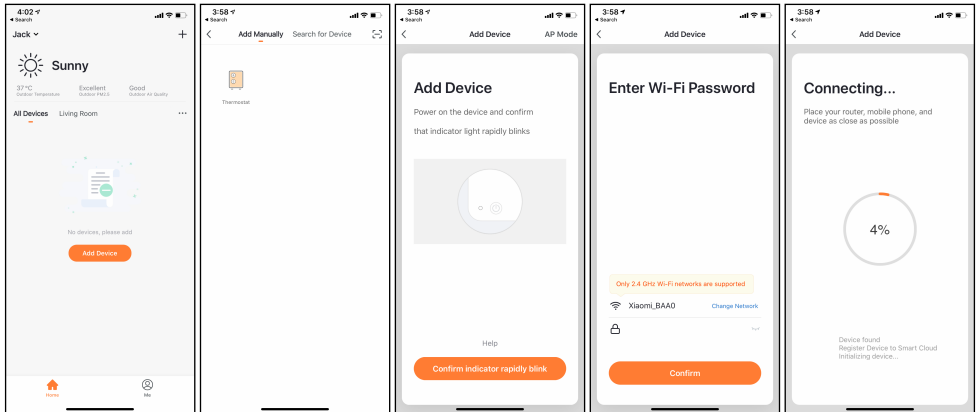 4:02
Search
Jack
Sunny
37°C
Outdoor Temperature
Excellent
Outdoor PM2.5
Good
Outdoor Air Quality
All Devices
Living Room
No devices, please add
Add Device
Home
Me
3:58
Search
Add Manually
Search for Device
Thermostat
3:58
Search
Add Device
AP Mode
Add Device
Power on the device and confirm
that indicator light rapidly blinks
Help
Confirm indicator rapidly blink
3:58
Search
Add Device
Enter Wi-Fi Password
Only 2.4 GHz Wi-Fi networks are supported
Xiaomi_BAA0
Change Network
Confirm
3:58
Search
Add Device
Connecting...
Place your router, mobile phone, and
device as close as possible
4%
Device found
Register Device to Smart Cloud
Initializing device...